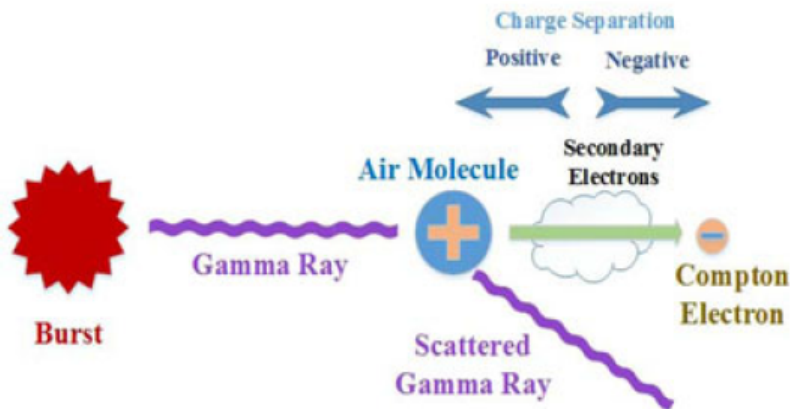 Charge Separation
Positive
Negative
Secondary
Electrons
Air Molecule
Gamma Ray
Compton
Electron
Burst
Scattered
Gamma Ray